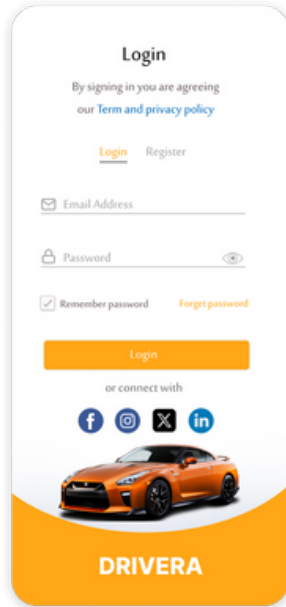 Login
By signing in you are agreeing
our Term and privacy policy
Login Register
Email Address
Password
Remember password Forget password
Login
or connect with
f X in
DRIVERA